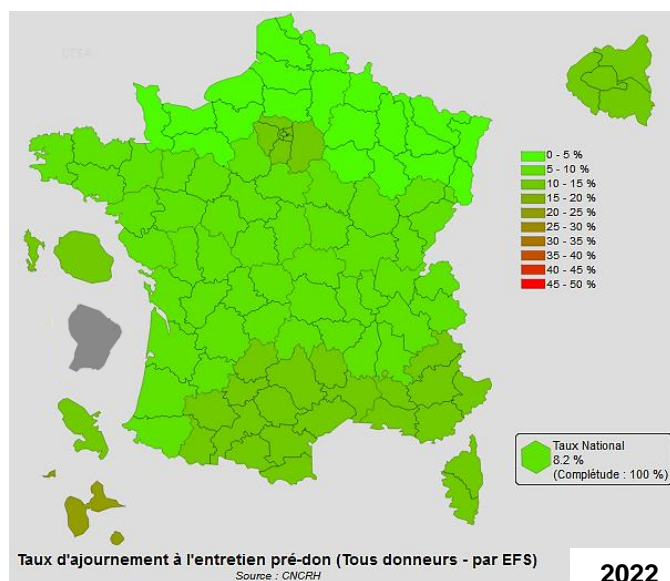 0 - 5 %
5 - 10 %
10 - 15 %
15 - 20 %
20 - 25 %
25 - 30 %
30 - 35 %
35 - 40 %
40 - 45 %
45 - 50 %
Taux National
8.2 %
(Complétude : 100 %)
Taux d'ajournement à l'entretien pré-don (Tous donneurs - par EFS)
Source : CNCRH
2022